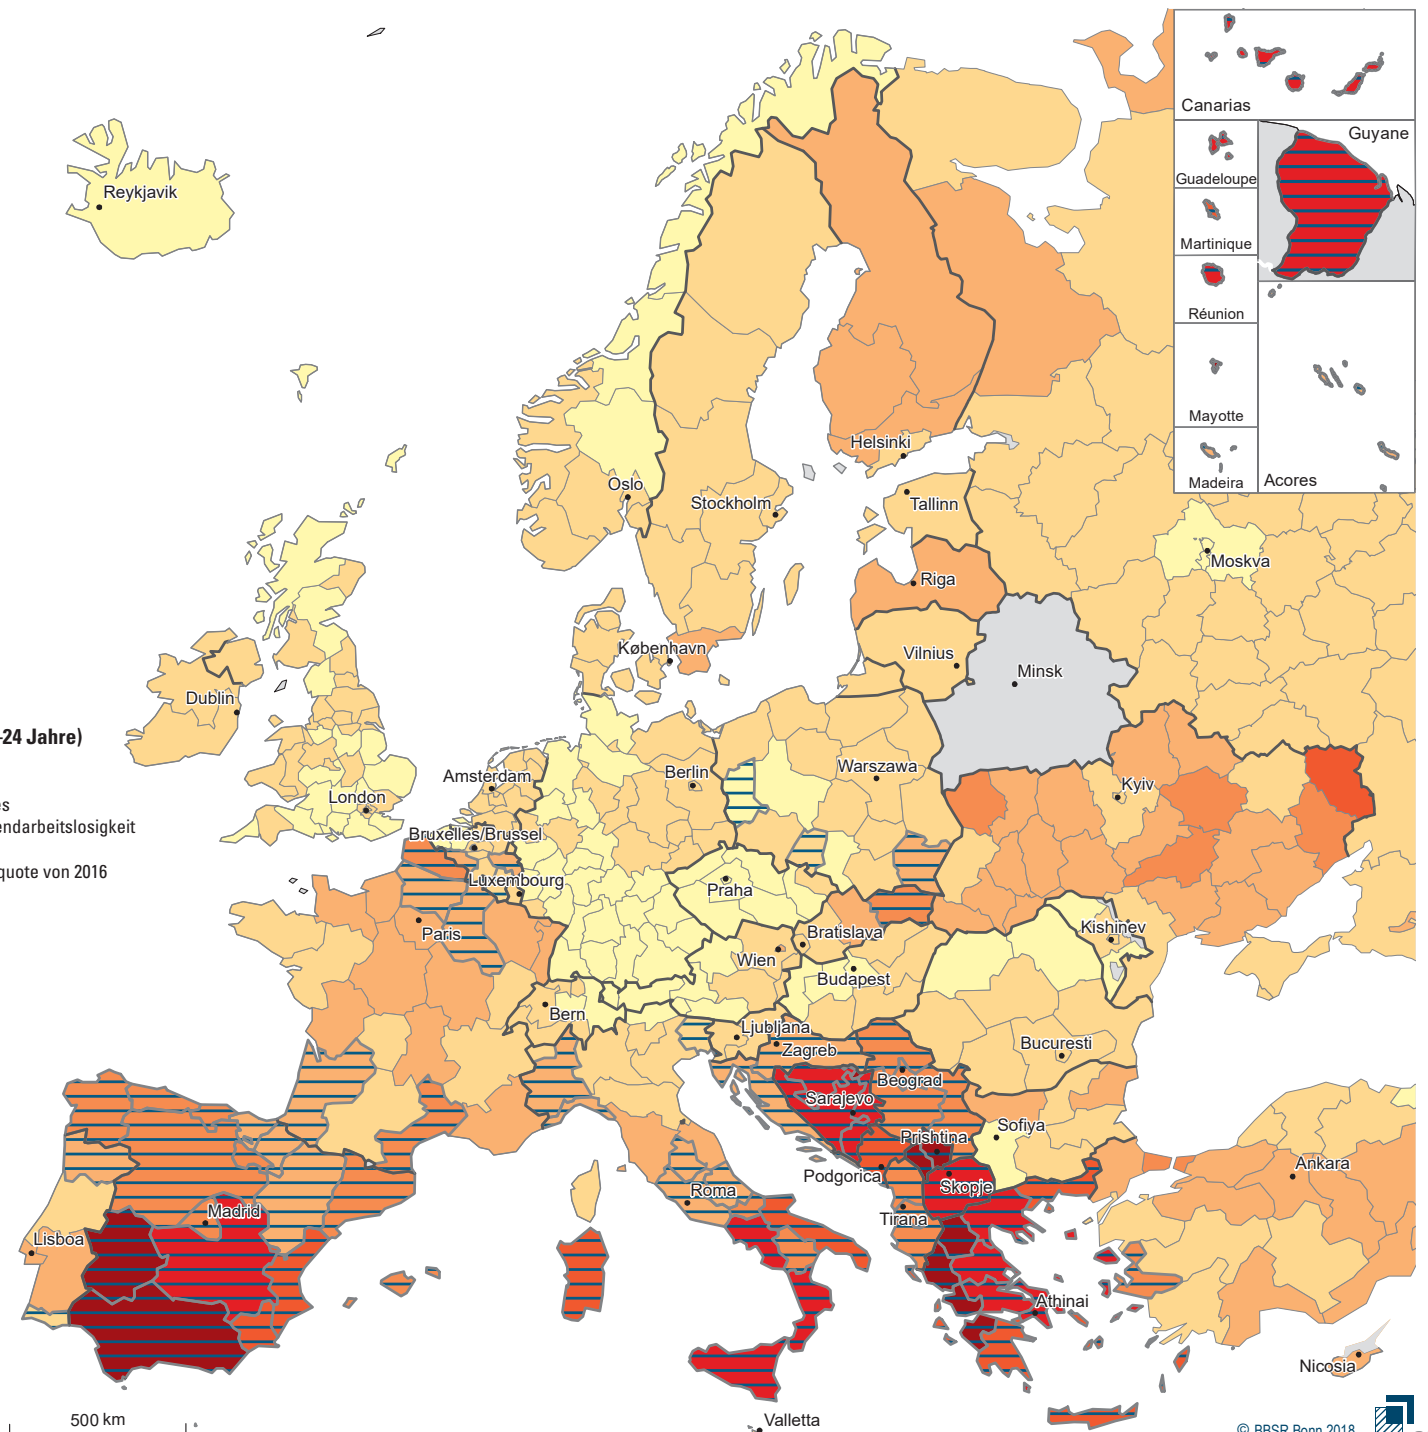 Canarias
Guyane
Guadeloupe
Martinique
Réunion
Mayotte
Madeira
Acores
Reykjavik
Helsinki
Oslo
Stockholm
Tallinn
Moskva
Riga
København
Vilnius
Minsk
Dublin
-24 Jahre)
Amsterdam
Berlin
Warszawa
Kyiv
London
es
endarbeitslosigkeit
Bruxelles/Brussel
quote von 2016
Luxembourg
Praha
Paris
Bratislava
Kishinev
Wien
Budapest
Bern
Ljubljana
Zagreb
Bucuresti
Beograd
Sarajevo
Sofiya
Prishtina
Podgorica
Skopje
Ankara
Roma
Madrid
Tirana
Lisboa
Athinai
Nicosia
500 km
Valletta
© BBSR Bonn 2018